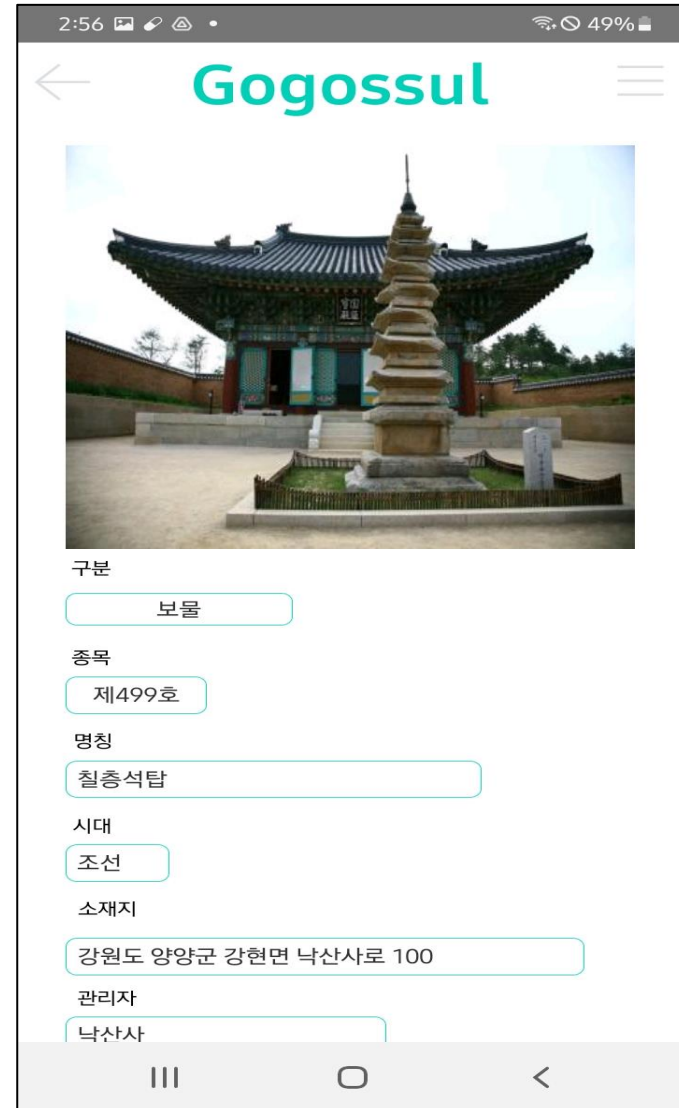 2:56
49%
Gogossul
구분
보물
종목
제499호
명칭
칠층석탑
시대
조선
소재지
강원도 양양군 강현면 낙산사로 100
관리자
낙산사